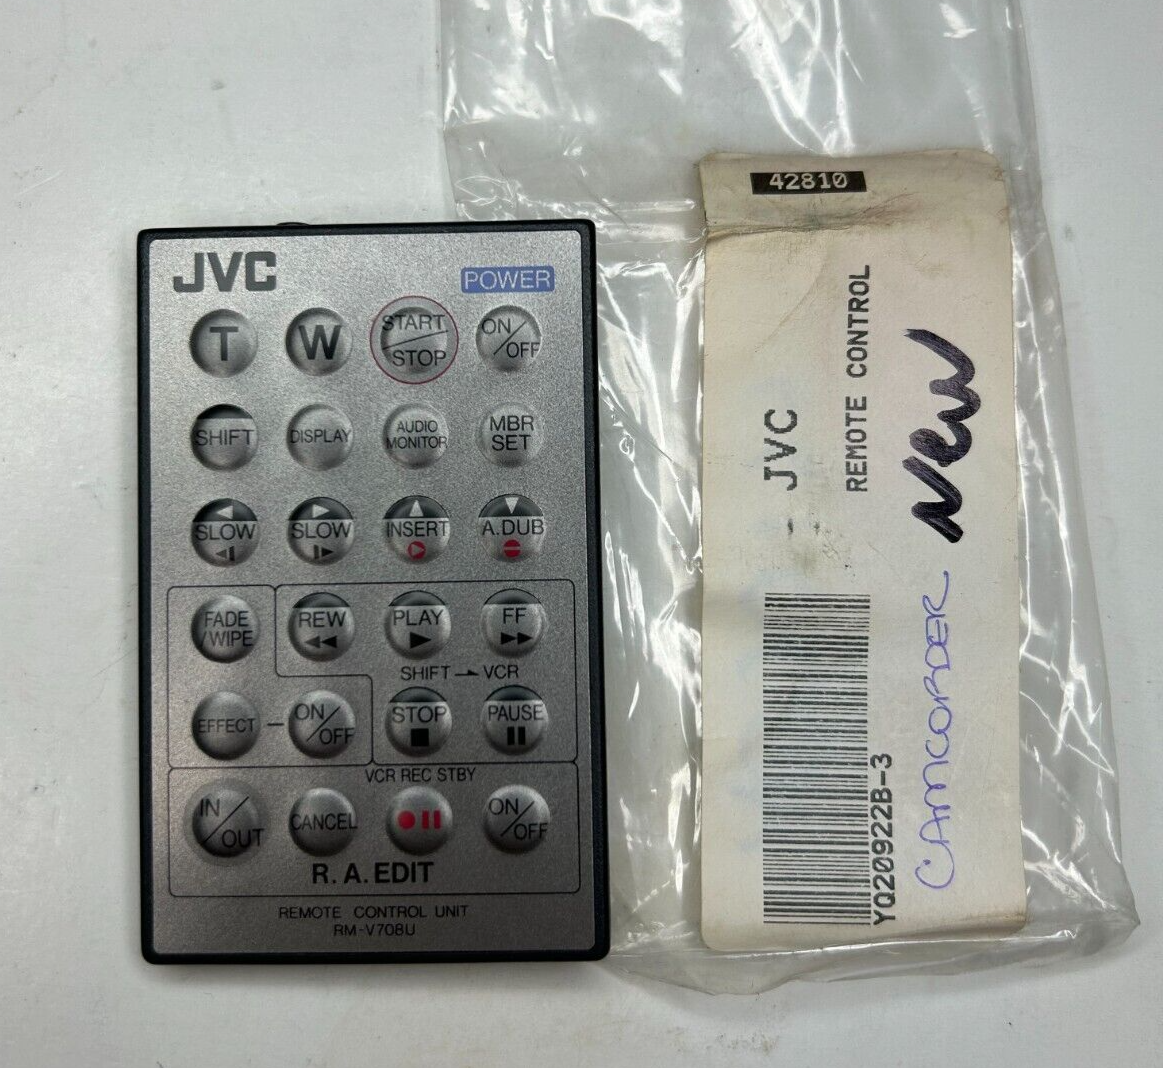 JVC
POWER
T W START/STOP ON/OFF
SHIFT DISPLAY AUDIO MONITOR MBR SET
◀ SLOW ◀| ▶ SLOW |▶ ▲ INSERT ▼ A.DUB
FADE/WIPE REW ◀◀ PLAY ▶ FF ▶▶
SHIFT → VCR
EFFECT – ON/OFF STOP ■ PAUSE ▮▮
VCR REC STBY
IN/OUT CANCEL ●▮▮ ON/OFF
R. A. EDIT
REMOTE CONTROL UNIT
RM-V708U
42810
JVC
REMOTE CONTROL
YQ20922B-3
NEW
CAMCORDER